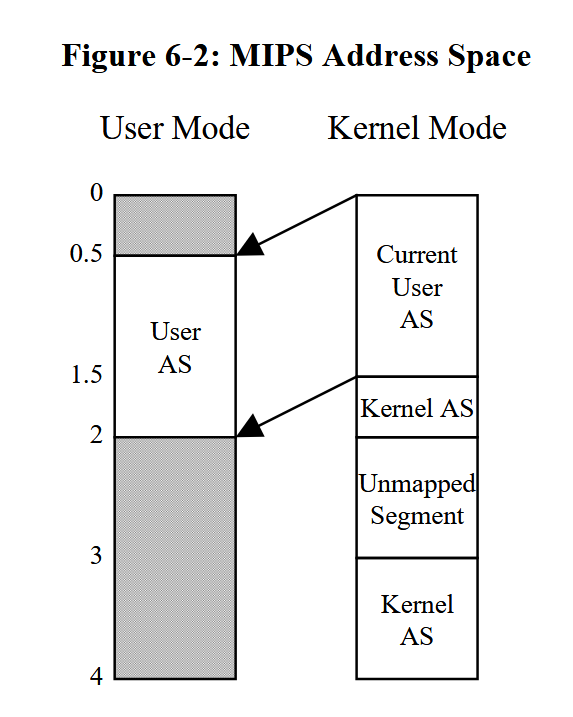 Figure 6-2: MIPS Address Space
User Mode
Kernel Mode
0
0.5
1.5
2
3
4
User
AS
Current
User
AS
Kernel AS
Unmapped
Segment
Kernel
AS